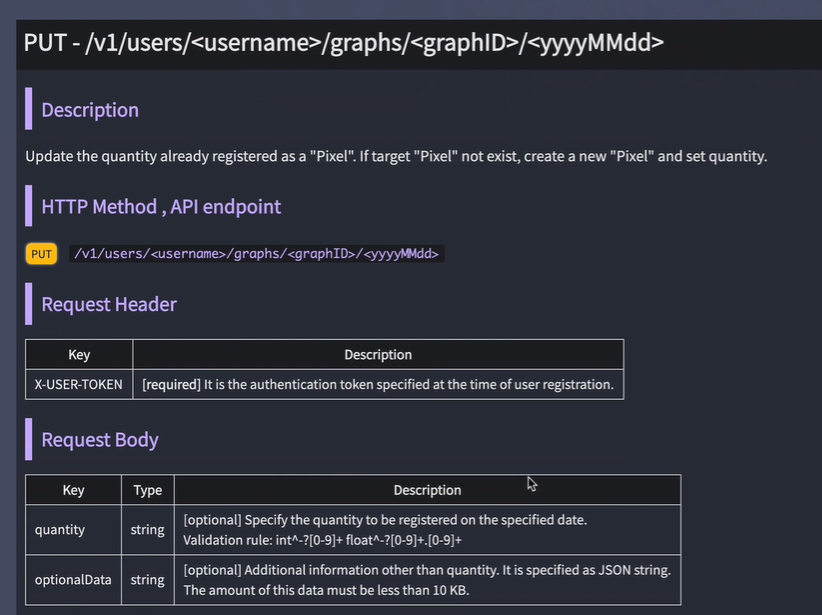 PUT - /v1/users/<username>/graphs/<graphID>/<yyyyMMdd>
Description
Update the quantity already registered as a "Pixel". If target "Pixel" not exist, create a new "Pixel" and set quantity.
HTTP Method , API endpoint
PUT /v1/users/<username>/graphs/<graphID>/<yyyyMMdd>
Request Header
Key Description
X-USER-TOKEN [required] It is the authentication token specified at the time of user registration.
Request Body
Key Type Description
quantity string [optional] Specify the quantity to be registered on the specified date.
Validation rule: int^-?[0-9]+ float^-?[0-9]+.[0-9]+
optionalData string [optional] Additional information other than quantity. It is specified as JSON string.
The amount of this data must be less than 10 KB.